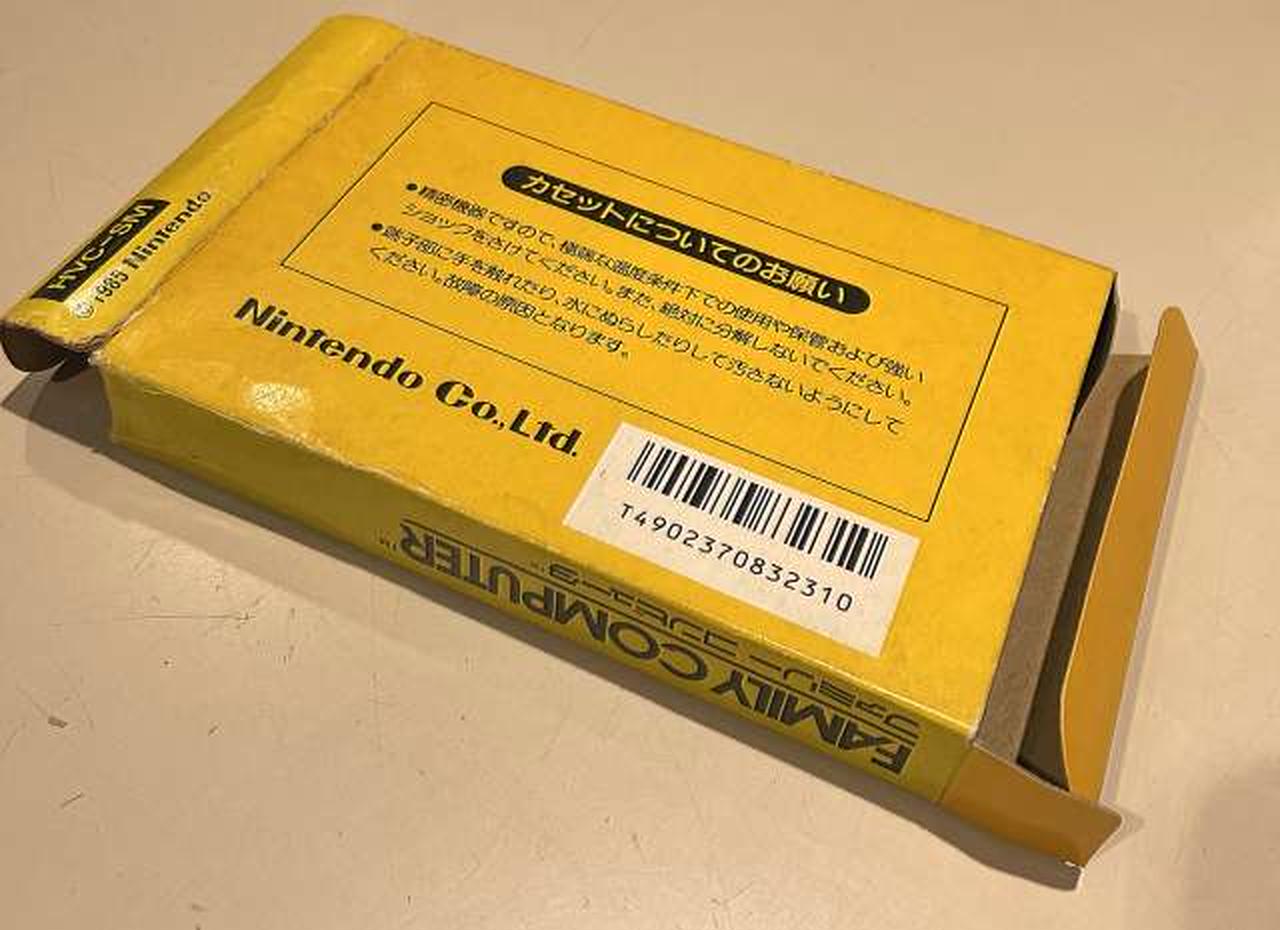 HVC-SM
©1985 Nintendo
カセットについてのお願い
●精密機器ですので、極端な温度条件下での使用や保管および強い
ショックをさけてください。また、絶対に分解しないでください。
●端子部に手を触れたり、水にぬらしたりして汚さないようにして
ください。故障の原因となります。
Nintendo Co.,Ltd.
T4902370832310
FAMILY COMPUTER™
ファミリーコンピュータ™